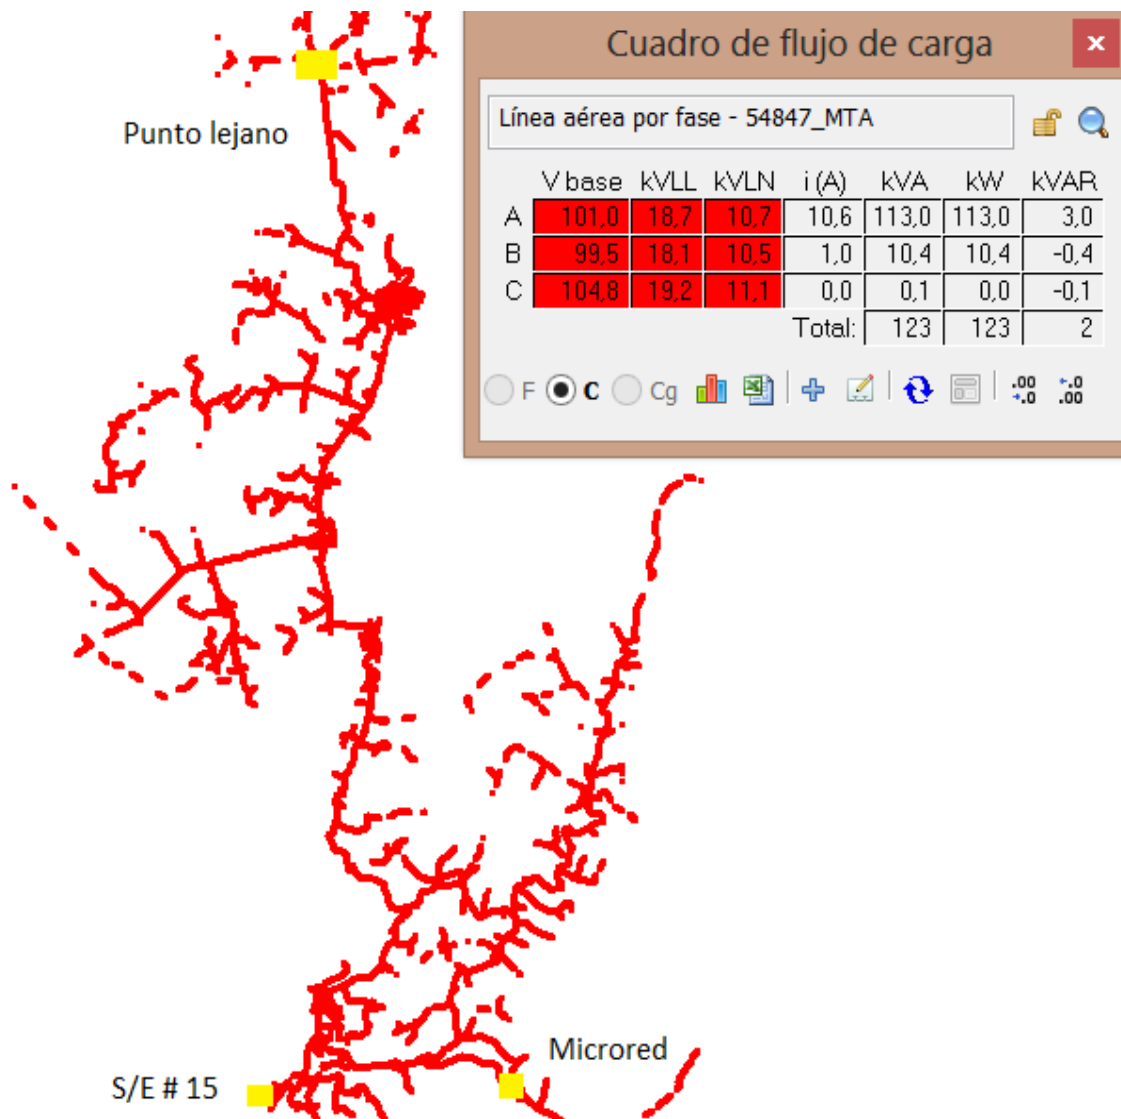 Cuadro de flujo de carga
x
Línea aérea por fase - 54847_MTA
V base kVLL kVLN i (A) kVA kW kVAR
A 101,0 18,7 10,7 10,6 113,0 113,0 3,0
B 99,5 18,1 10,5 1,0 10,4 10,4 -0,4
C 104,8 19,2 11,1 0,0 0,1 0,0 -0,1
Total: 123 123 2
F C Cg .00 .0 .0 .00
Punto lejano
Microred
S/E # 15